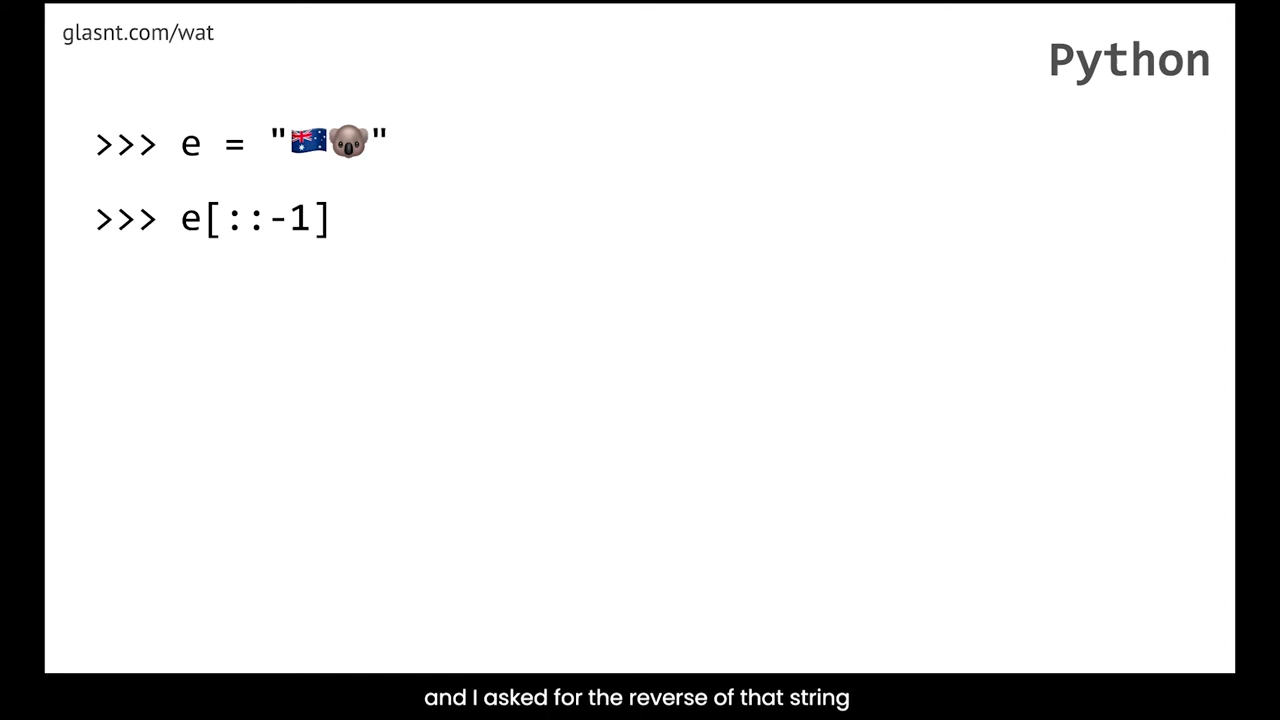 glasnt.com/wat
Python
>>> e = "🇦🇺🐨"
>>> e[::-1]
and I asked for the reverse of that string